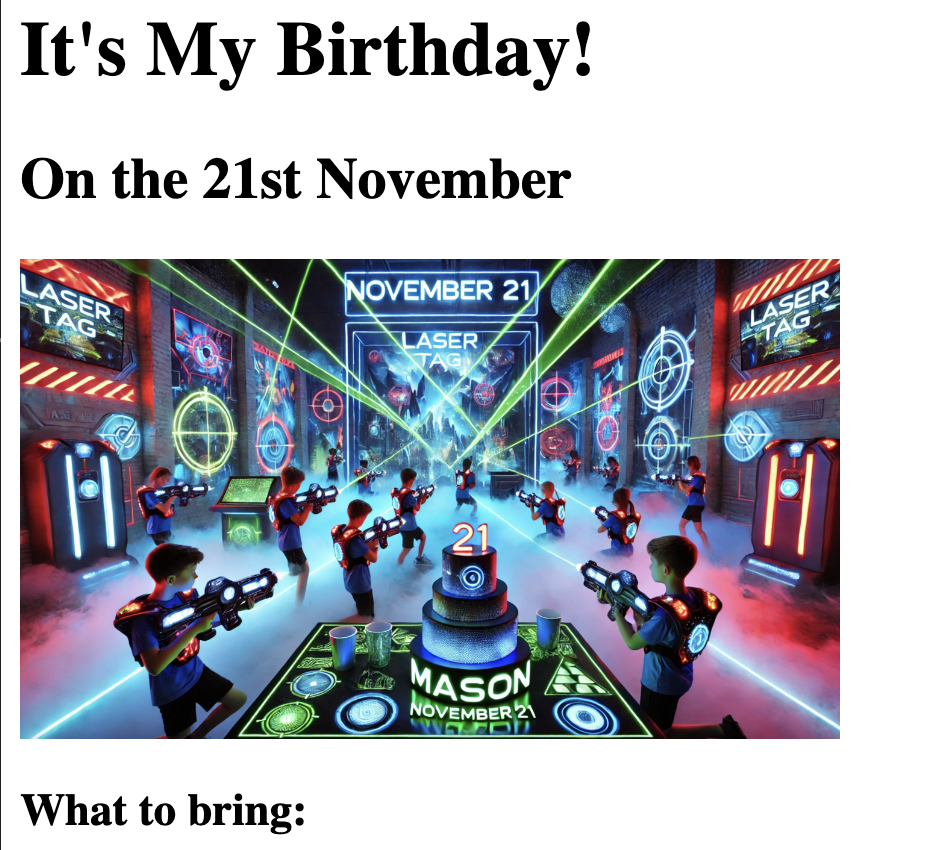 It's My Birthday!
On the 21st November
NOVEMBER 21
LASER
TAG
LASER
TAG
LASER
TAG
21
MASON
NOVEMBER 21
What to bring: